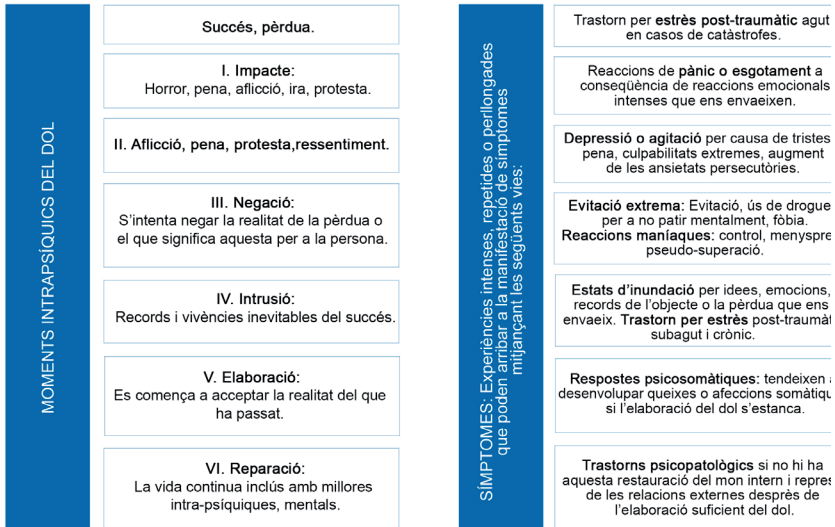 MOMENTS INTRAPSÍQUICS DEL DOL
Succés, pèrdua.
I. Impacte:
Horror, pena, aflicció, ira, protesta.
II. Aflicció, pena, protesta,ressentiment.
III. Negació:
S'intenta negar la realitat de la pèrdua o
el que significa aquesta per a la persona.
IV. Intrusió:
Records i vivències inevitables del succés.
V. Elaboració:
Es comença a acceptar la realitat del que
ha passat.
VI. Reparació:
La vida continua inclús amb millores
intra-psíquiques, mentals.
SÍMPTOMES: Experiències intenses, repetides o perllongades
que poden arribar a la manifestació de símptomes
mitjançant les següents vies:
Trastorn per estrès post-traumàtic agut
en casos de catàstrofes.
Reaccions de pànic o esgotament a
conseqüència de reaccions emocionals
intenses que ens envaeixen.
Depressió o agitació per causa de
pena, culpabilitats extremes, augment
de les ansietats persecutòries.
Evitació extrema: Evitació, ús de
per a no patir mentalment, fòbia.
Reaccions maníaques: control,
pseudo-superació.
Estats d'inundació per idees, emocions,
records de l'objecte o la pèrdua que ens
envaeix. Trastorn per estrès
subagut i crònic.
Respostes psicosomàtiques: tendeixen a
desenvolupar queixes o afeccions
si l'elaboració del dol s'estanca.
Trastorns psicopatològics si no hi ha
aquesta restauració del mon intern i
de les relacions externes desprès de
l'elaboració suficient del dol.